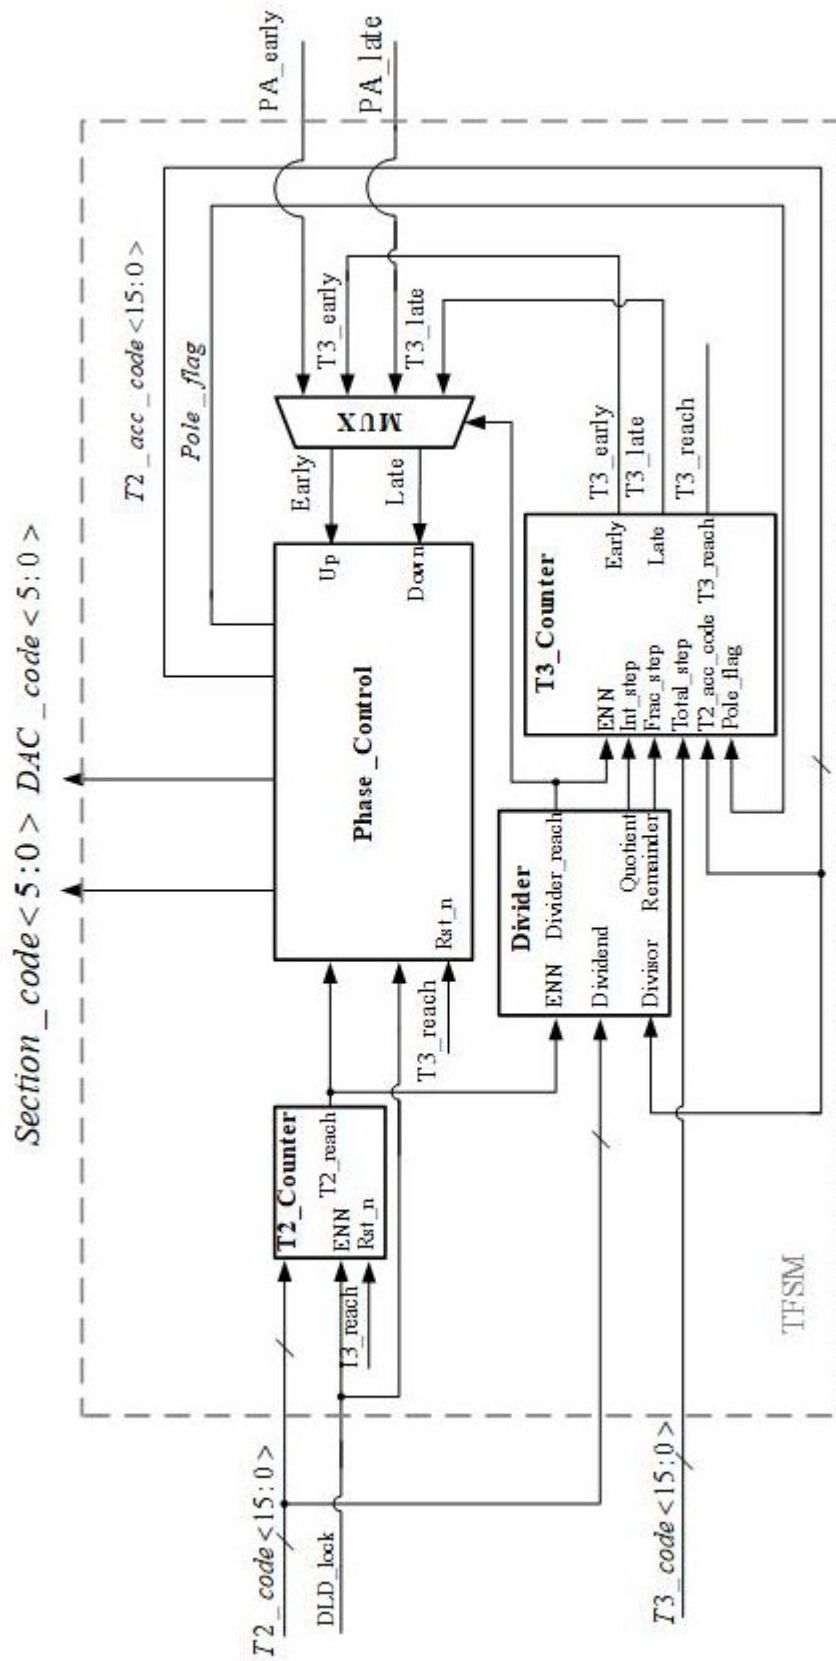 Section_code<5:0> DAC_code<5:0>
T2_acc_code<15:0>
Pole_flag
PA_early
PA_late
T3_early
T3_late
MUX
Early
Late
Up
Down
Phase_Control
Rst_n
T3_reach
T2_Counter
T2_reach
ENN
Rst_n
T3_reach
T2_code<15:0>
DLD_lock
Divider
ENN
Divider_reach
Dividend
Quotient
Divisor
Remainder
T3_Counter
ENN
Int_step
Frac_step
Total_step
T2_acc_code
Pole_flag
Early
Late
T3_reach
T3_early
T3_late
T3_reach
T3_code<15:0>
TFSM